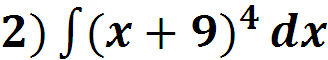 2) ∫(x + 9)⁴ dx